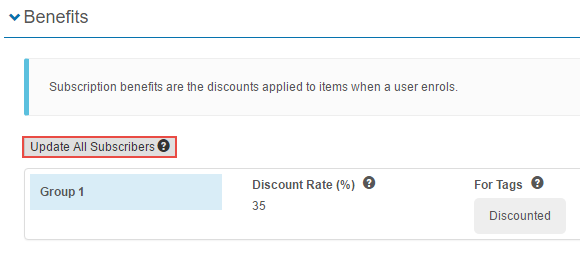 Benefits
Subscription benefits are the discounts applied to items when a user enrols.
Update All Subscribers ?
Group 1
Discount Rate (%) ?
35
For Tags ?
Discounted